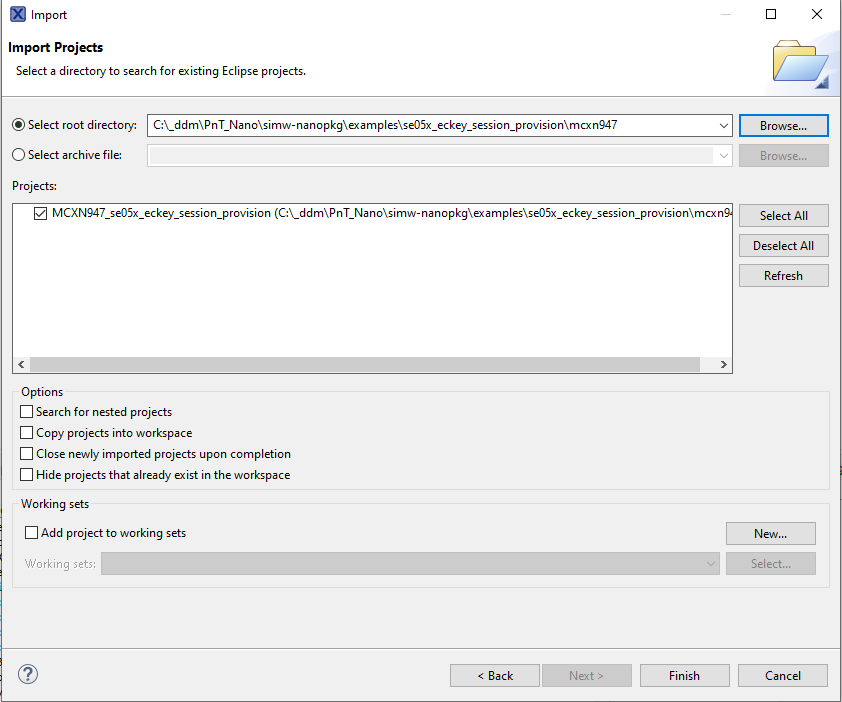 Import
Import Projects
Select a directory to search for existing Eclipse projects.
Select root directory: C:\_ddm\PnT_Nano\simw-nanopkg\examples\se05x_eckey_session_provision\mcxn947 Browse...
Select archive file: Browse...
Projects:
MCXN947_se05x_eckey_session_provision (C:\_ddm\PnT_Nano\simw-nanopkg\examples\se05x_eckey_session_provision\mcxn94
Select All
Deselect All
Refresh
Options
Search for nested projects
Copy projects into workspace
Close newly imported projects upon completion
Hide projects that already exist in the workspace
Working sets
Add project to working sets New...
Working sets: Select...
? < Back Next > Finish Cancel